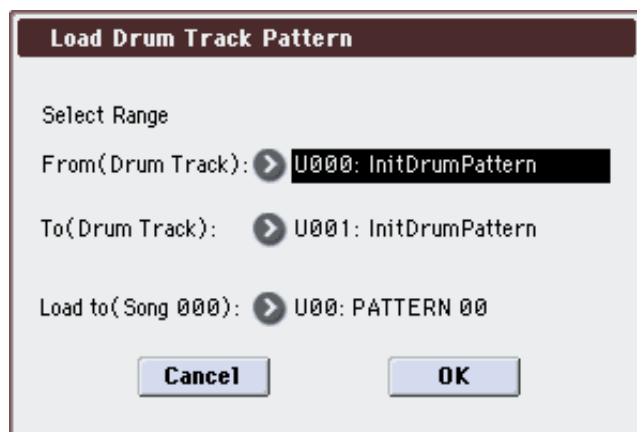 Load Drum Track Pattern
Select Range
From(Drum Track): U000: InitDrumPattern
To(Drum Track): U001: InitDrumPattern
Load to(Song 000): U00: PATTERN 00
Cancel OK